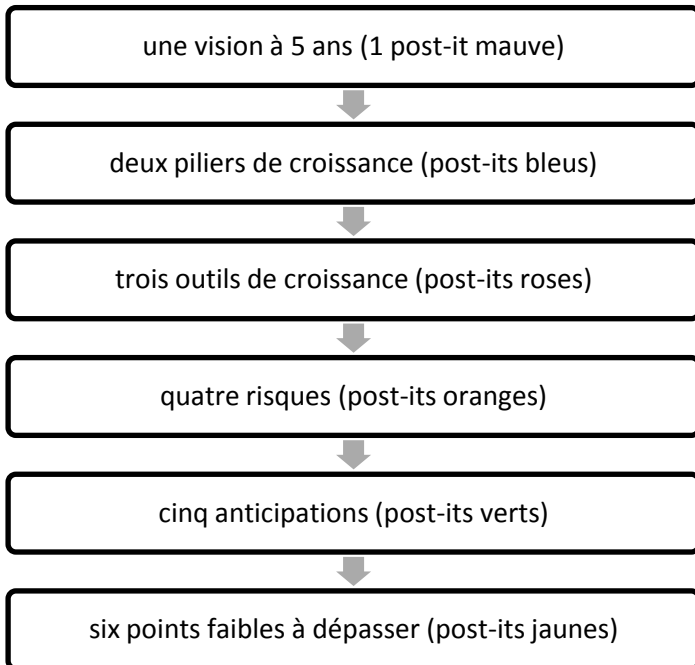 une vision à 5 ans (1 post-it mauve)
deux piliers de croissance (post-its bleus)
trois outils de croissance (post-its roses)
quatre risques (post-its oranges)
cinq anticipations (post-its verts)
six points faibles à dépasser (post-its jaunes)